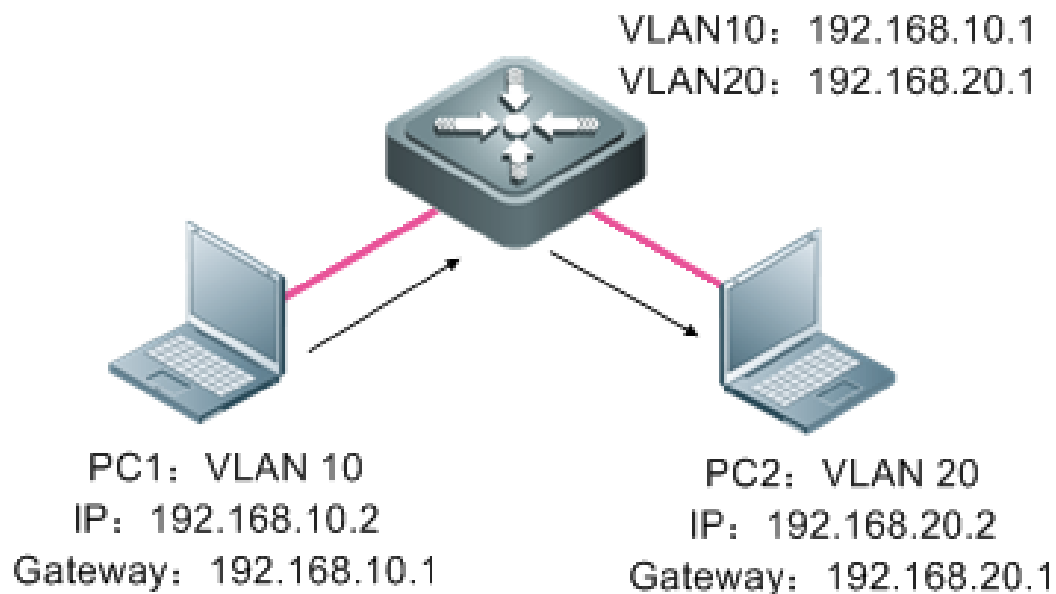 VLAN10：192.168.10.1
VLAN20：192.168.20.1
PC1：VLAN 10
IP：192.168.10.2
Gateway：192.168.10.1
PC2：VLAN 20
IP：192.168.20.2
Gateway：192.168.20.1